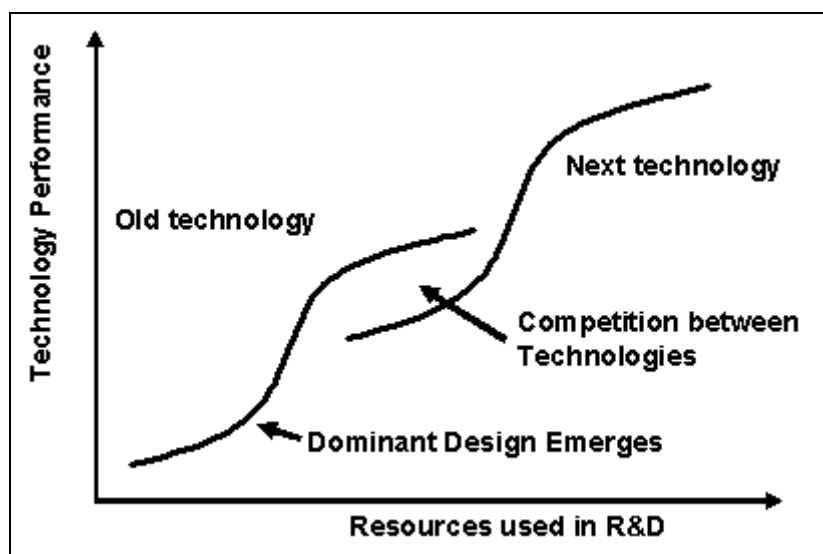 Technology Performance
Old technology
Next technology
Competition between
Technologies
Dominant Design Emerges
Resources used in R&D